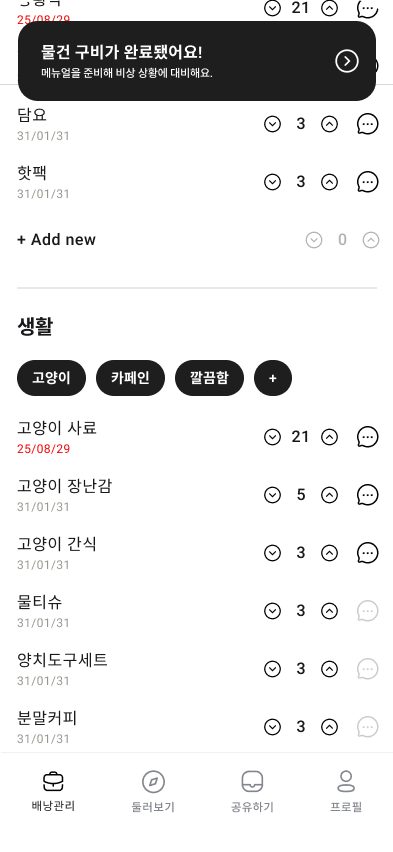 25/08/29
21
물건 구비가 완료됐어요!
메뉴얼을 준비해 비상 상황에 대비해요.
담요
31/01/31
3
핫팩
31/01/31
3
+ Add new
0
생활
고양이 카페인 깔끔함 +
고양이 사료
25/08/29
21
고양이 장난감
31/01/31
5
고양이 간식
31/01/31
3
물티슈
31/01/31
3
양치도구세트
31/01/31
3
분말커피
31/01/31
3
배낭관리 둘러보기 공유하기 프로필